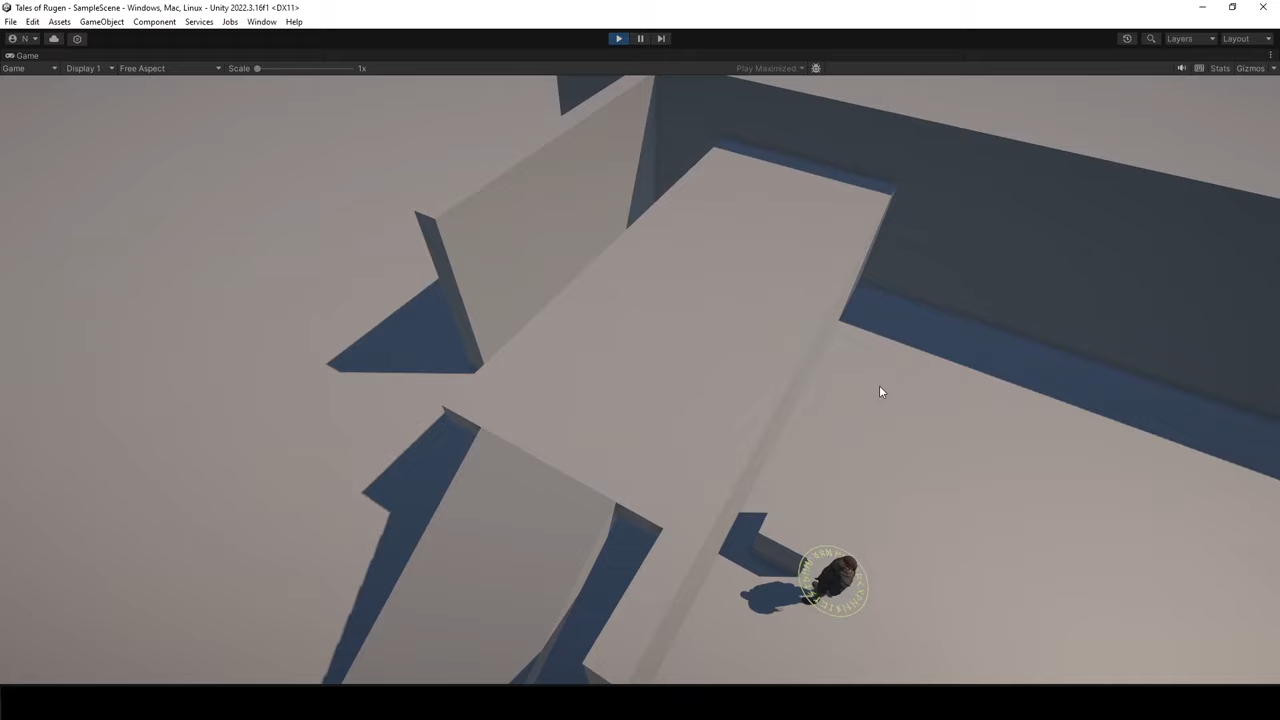 Tales of Rugen - SampleScene - Windows, Mac, Linux - Unity 2022.3.16f1 <DX11>
File Edit Assets GameObject Component Services Jobs Window Help
N Layers Layout
Game
Game Display 1 Free Aspect Scale 1x Play Maximized Stats Gizmos